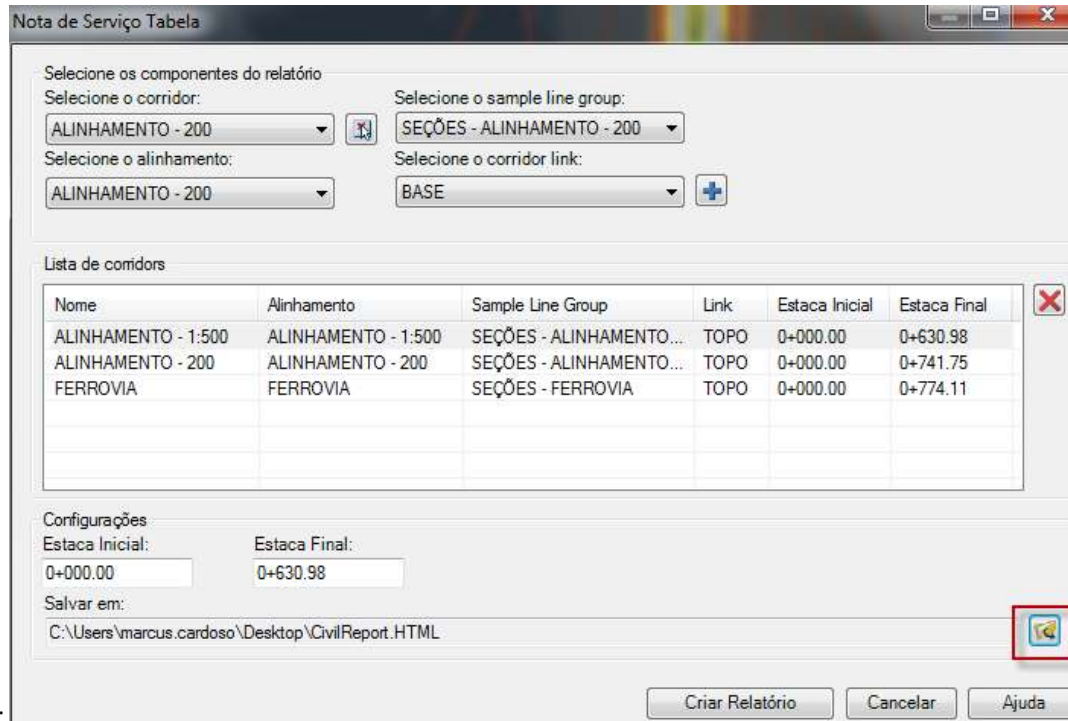 Nota de Serviço Tabela
Selecione os componentes do relatório
Selecione o corridor: Selecione o sample line group:
ALINHAMENTO - 200 SEÇÕES - ALINHAMENTO - 200
Selecione o alinhamento: Selecione o corridor link:
ALINHAMENTO - 200 BASE
Lista de corridors
Nome Alinhamento Sample Line Group Link Estaca Inicial Estaca Final
ALINHAMENTO - 1:500 ALINHAMENTO - 1:500 SEÇÕES - ALINHAMENTO... TOPO 0+000.00 0+630.98
ALINHAMENTO - 200 ALINHAMENTO - 200 SEÇÕES - ALINHAMENTO... TOPO 0+000.00 0+741.75
FERROVIA FERROVIA SEÇÕES - FERROVIA TOPO 0+000.00 0+774.11
Configurações
Estaca Inicial: Estaca Final:
0+000.00 0+630.98
Salvar em:
C:\Users\marcus.cardoso\Desktop\CivilReport.HTML
Criar Relatório Cancelar Ajuda
.